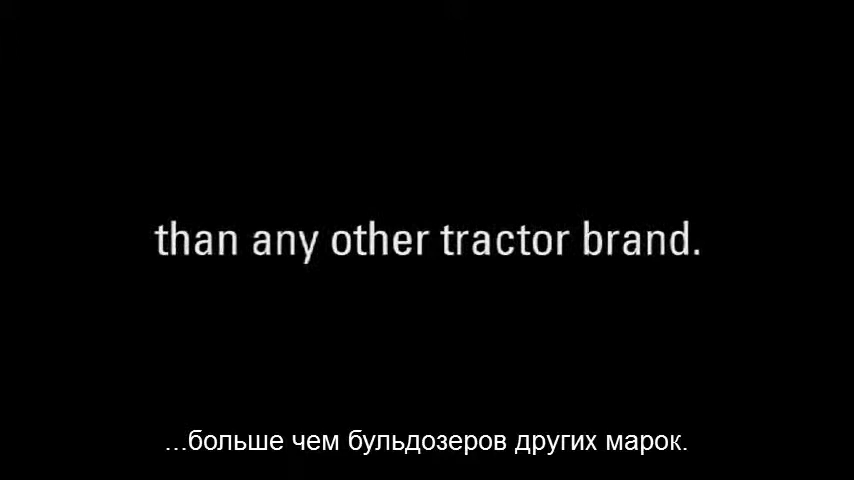 than any other tractor brand.
...больше чем бульдозеров других марок.